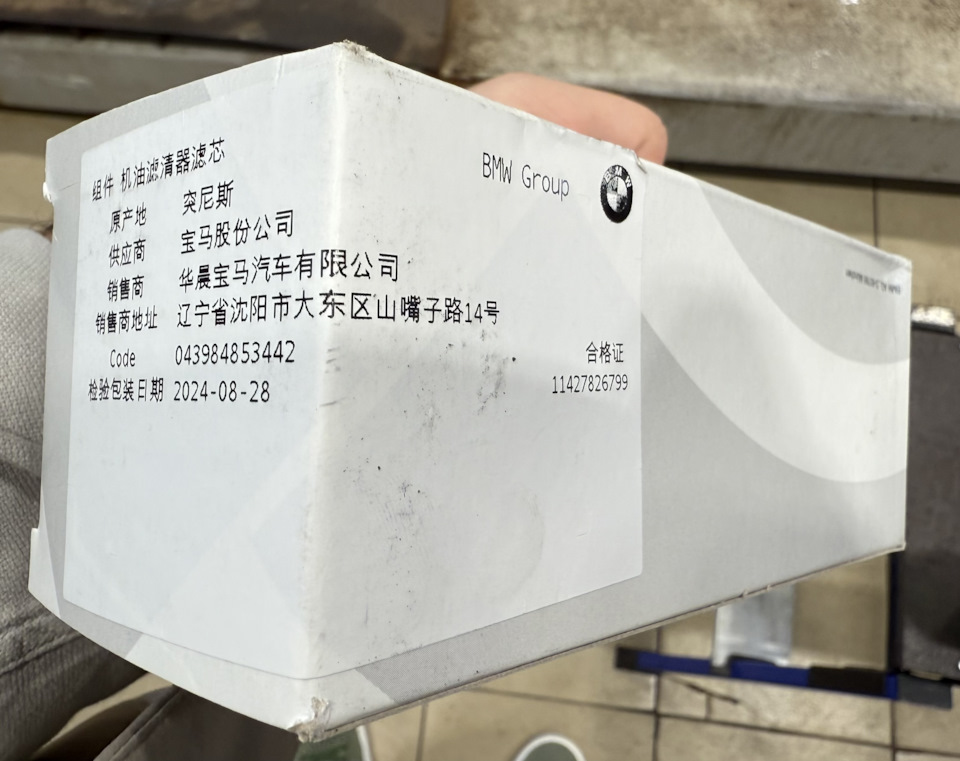 组件 机油滤清器滤芯
原产地 突尼斯
供应商 宝马股份公司
销售商 华晨宝马汽车有限公司
销售商地址 辽宁省沈阳市大东区山嘴子路14号
Code 043984853442
检验包装日期 2024-08-28
BMW Group
BMW
合格证
11427826799